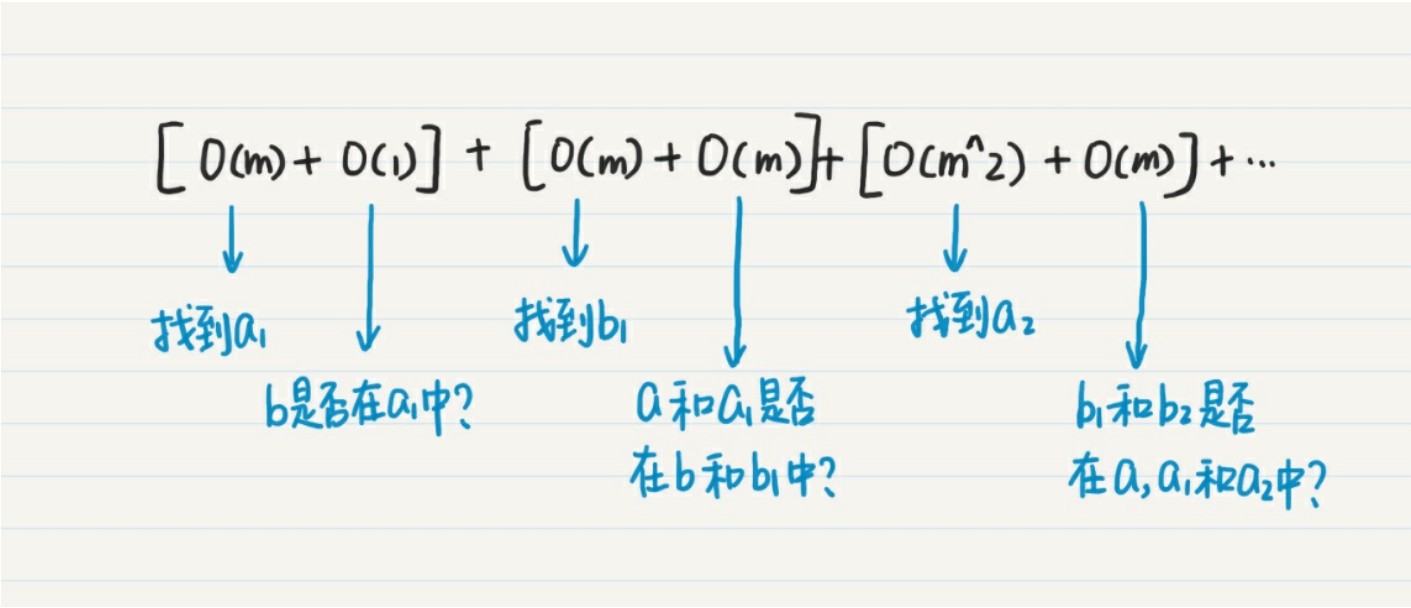 [O(m)+O(1)]+[O(m)+O(m)]+[O(m^2)+O(m)]+...
找到a₁
找到b₁
找到a₂
b是否在a₁中?
a和a₁是否
在b和b₁中?
b₁和b₂是否
在a,a₁和a₂中?